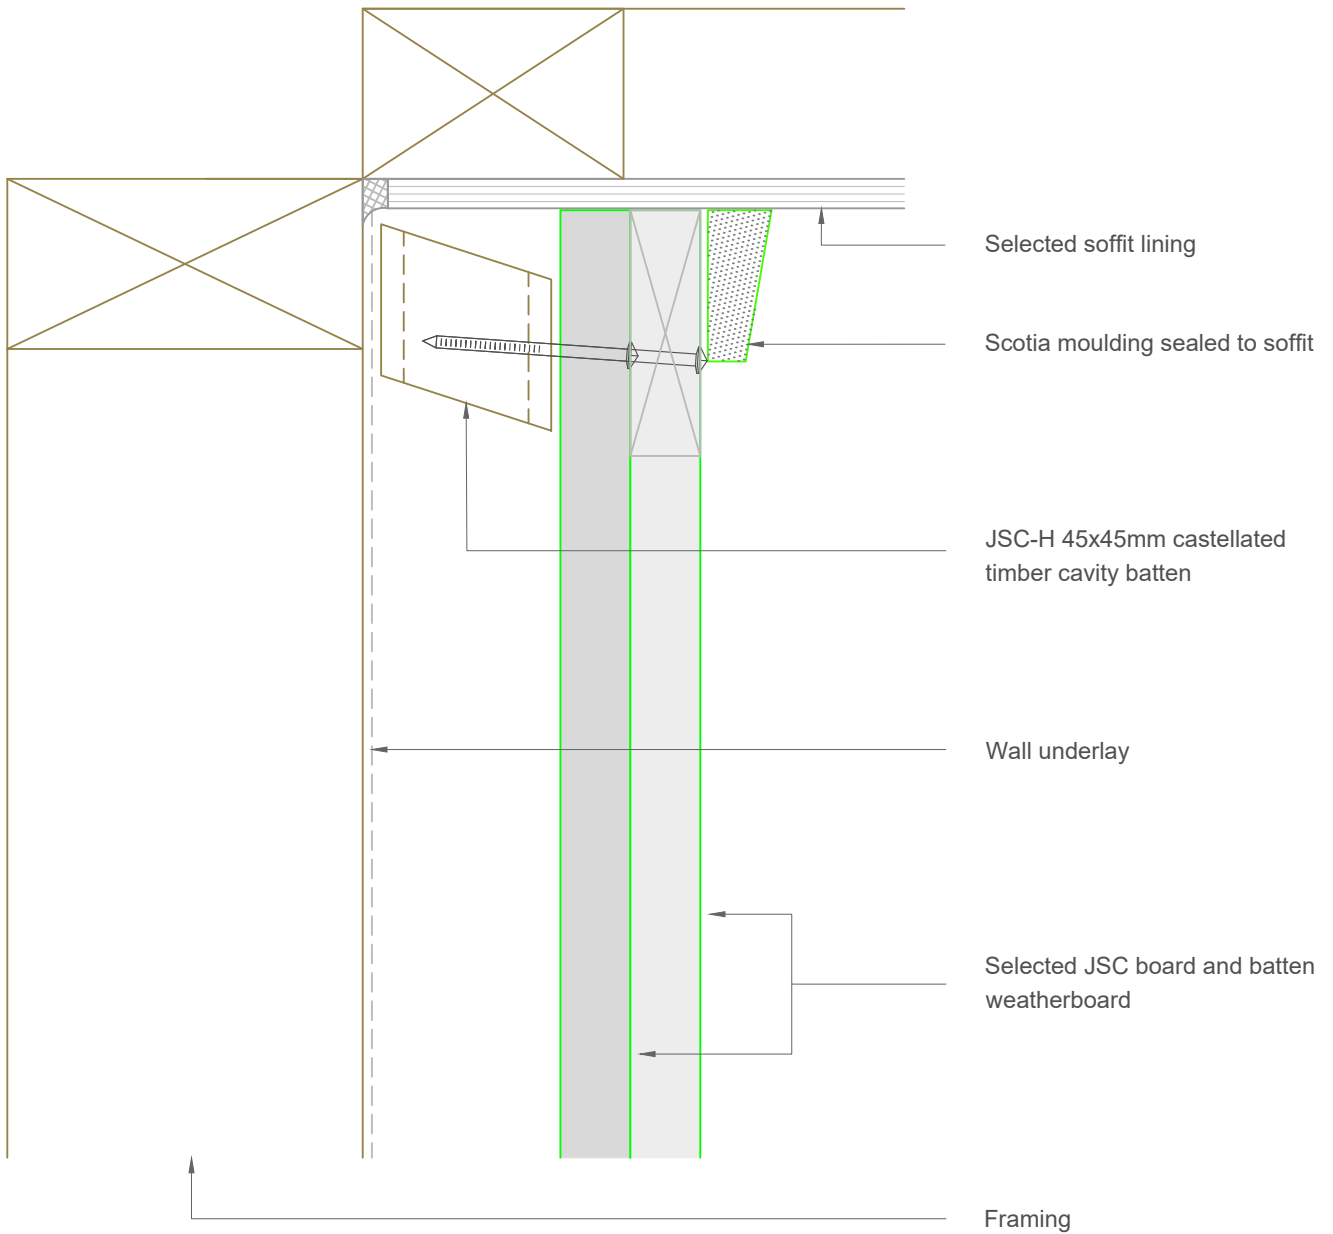 Selected soffit lining
Scotia moulding sealed to soffit
JSC-H 45x45mm castellated
timber cavity batten
Wall underlay
Selected JSC board and batten
weatherboard
Framing